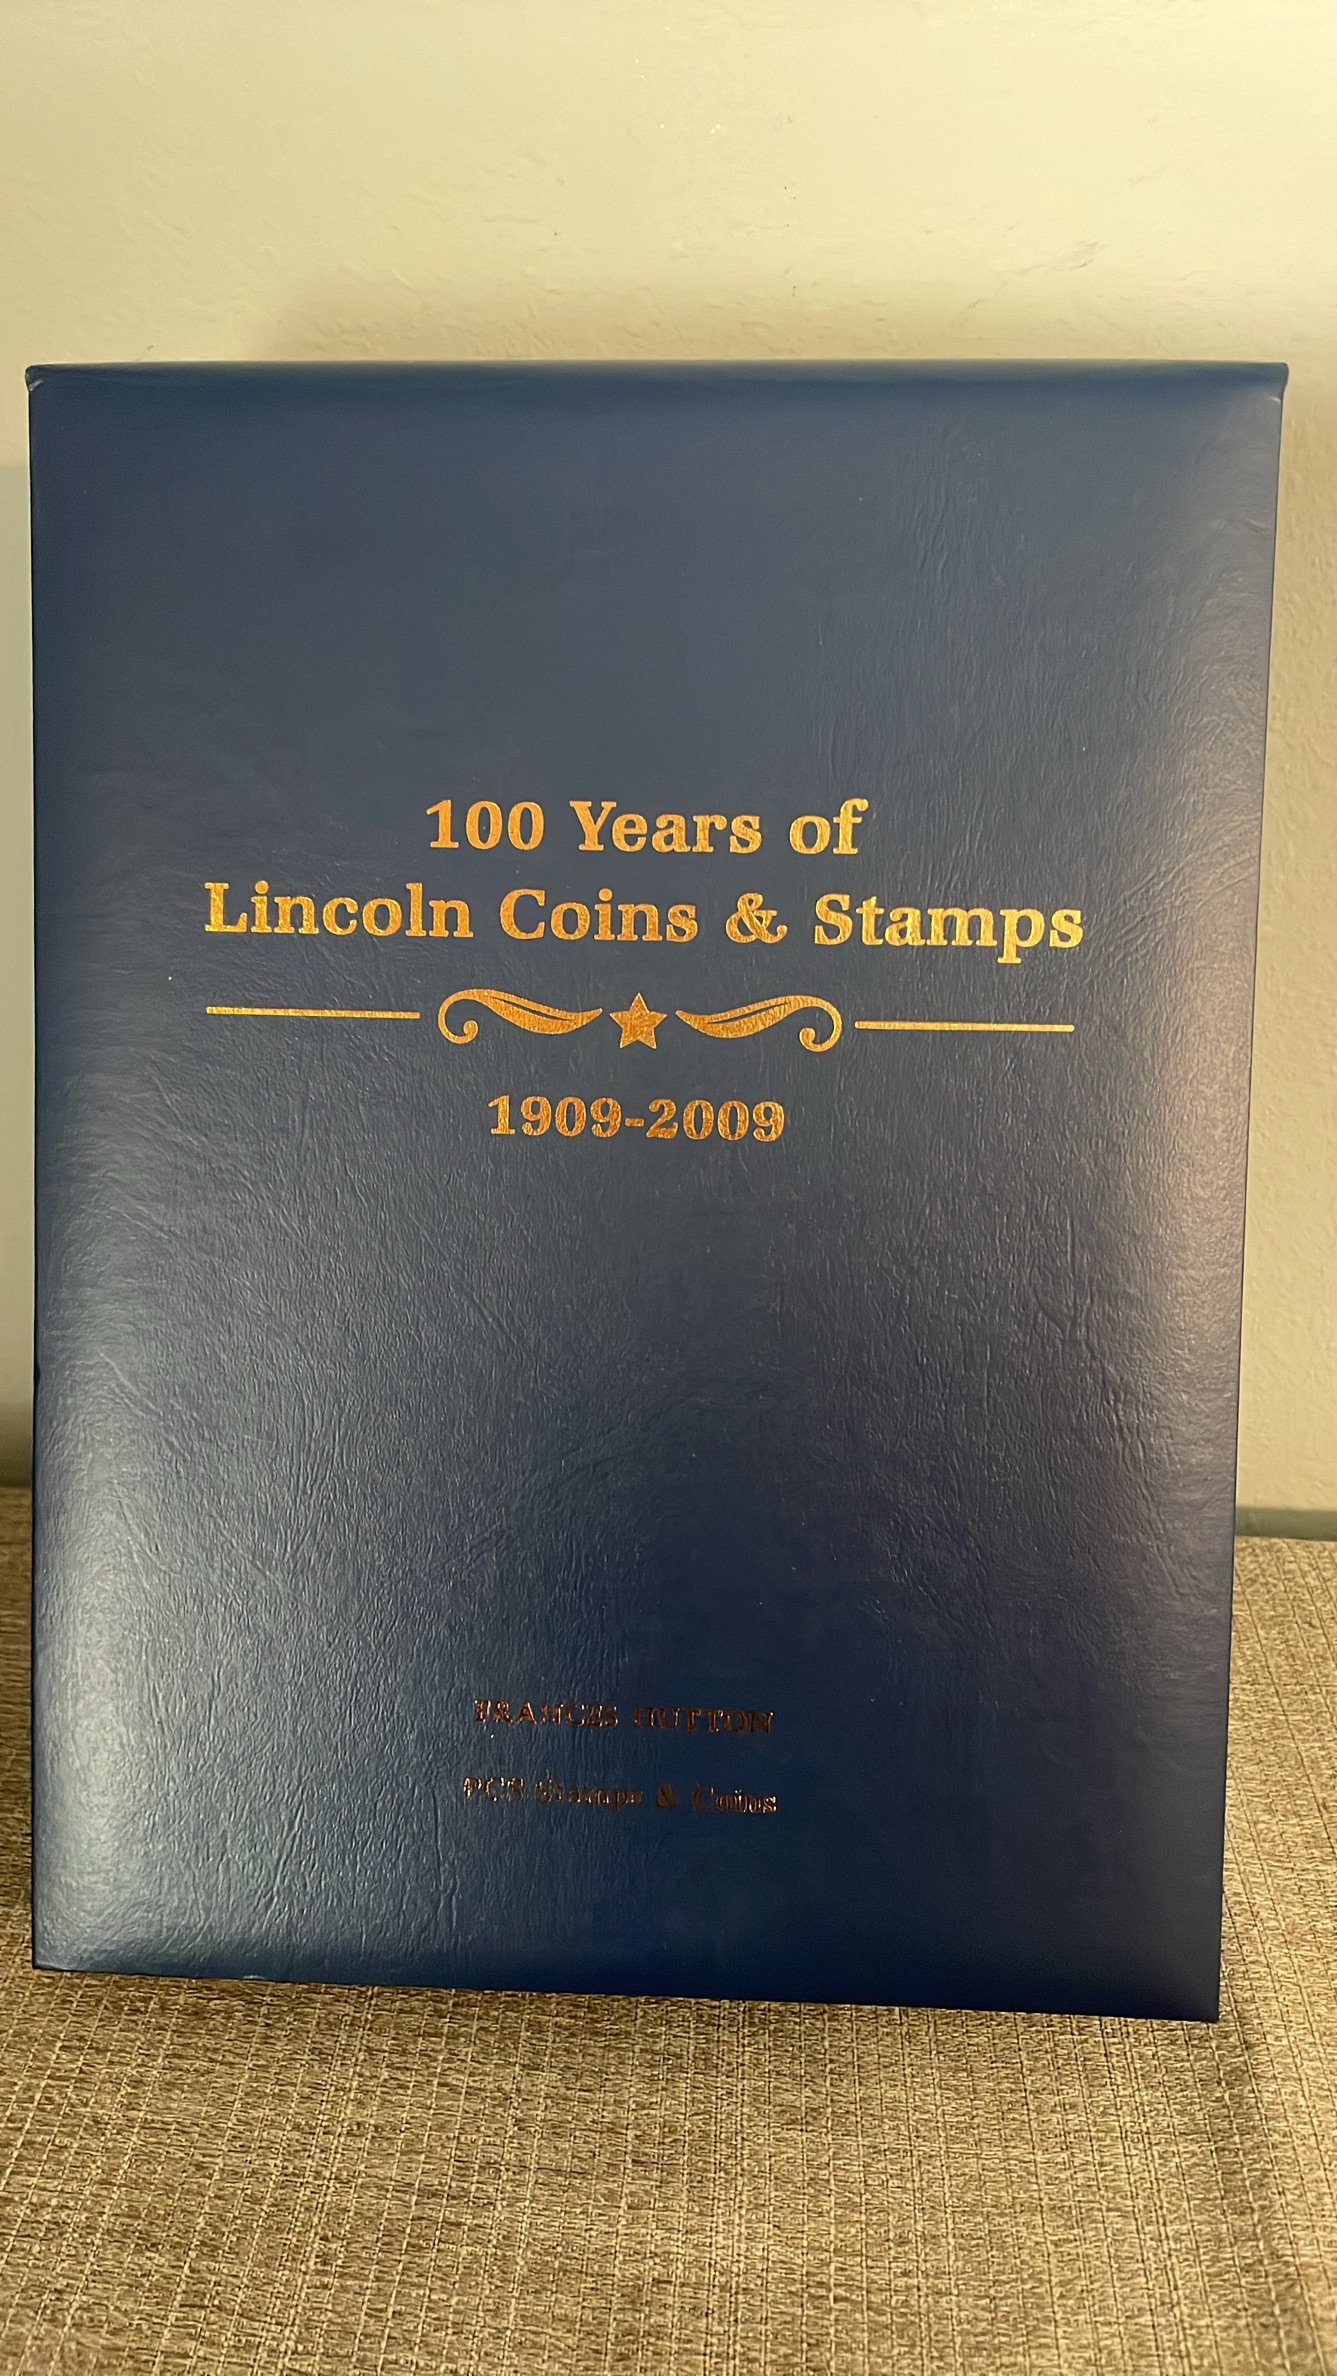 100 Years of
Lincoln Coins & Stamps
1909-2009
FRANCES HUTTON
PCS Stamps & Coins